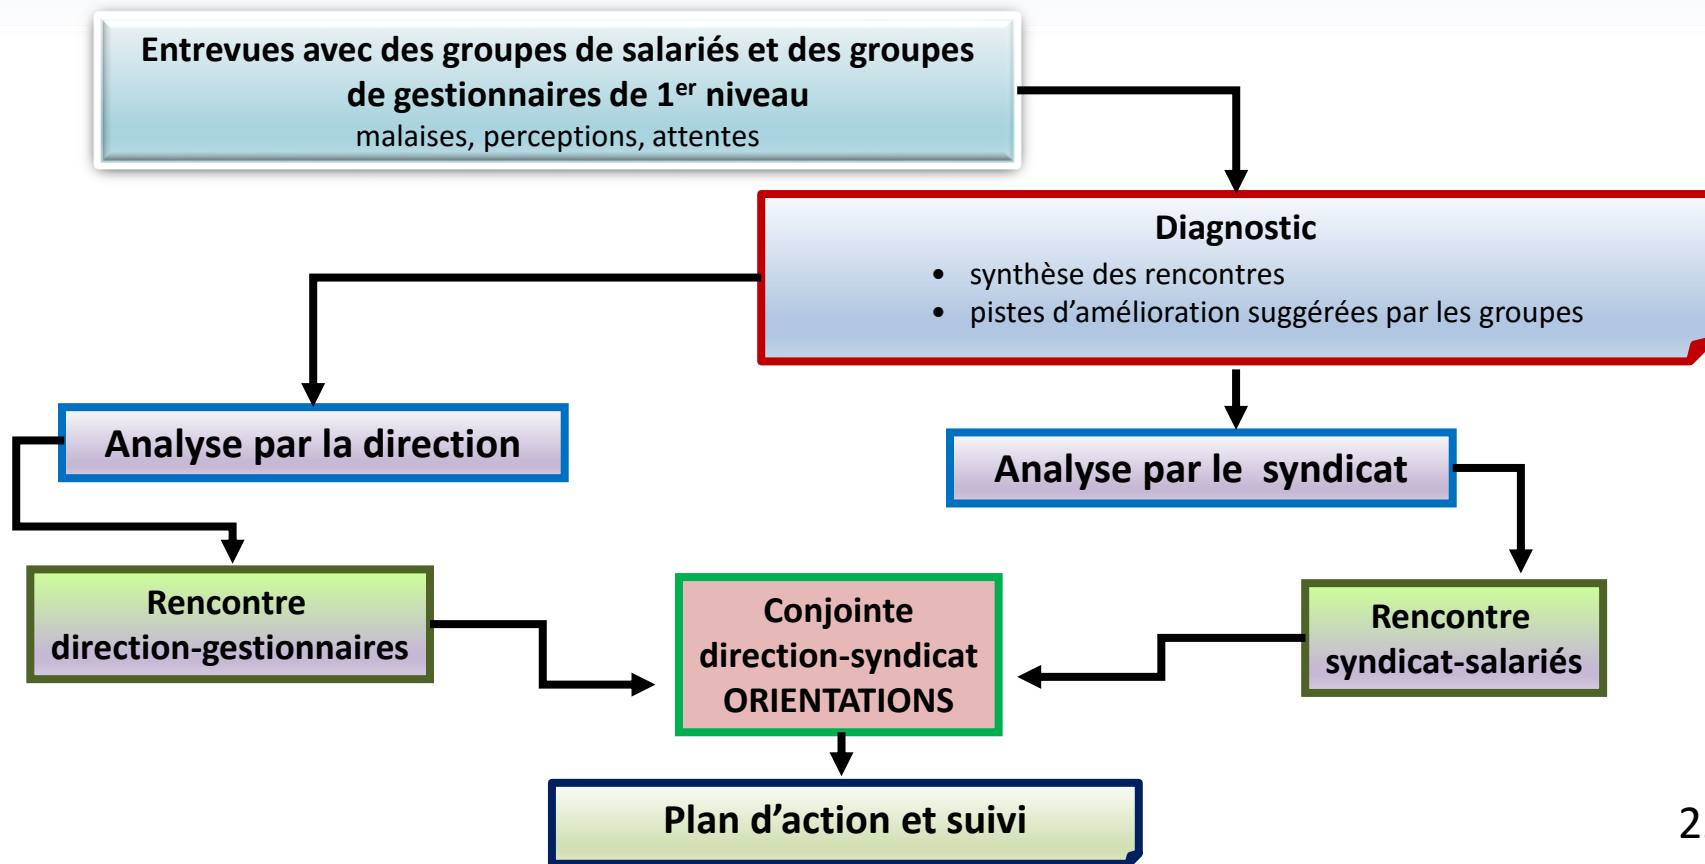 Entrevues avec des groupes de salariés et des groupes
de gestionnaires de 1er niveau
malaises, perceptions, attentes
Diagnostic
• synthèse des rencontres
• pistes d’amélioration suggérées par les groupes
Analyse par la direction
Analyse par le  syndicat
Rencontre
direction-gestionnaires
Conjointe
direction-syndicat
ORIENTATIONS
Rencontre
syndicat-salariés
Plan d’action et suivi
2